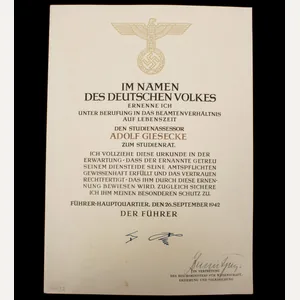 IM NAMEN
DES DEUTSCHEN VOLKES
ERNENNE ICH
UNTER BERUFUNG IN DAS BEAMTENVERHÄLTNIS
AUF LEBENSZEIT
DEN STUDIENASSESSOR
ADOLF GIESECKE
ZUM STUDIENRAT.
ICH VOLLZIEHE DIESE URKUNDE IN DER
ERWARTUNG · DASS DER ERNANNTE GETREU
SEINEM DIENSTEIDE SEINE AMTSPFLICHTEN
GEWISSENHAFT ERFÜLLT UND DAS VERTRAUEN
RECHTFERTIGT · DAS IHM DURCH DIESE ERNEN-
NUNG BEWIESEN WIRD. ZUGLEICH SICHERE
ICH IHM MEINEN BESONDEREN SCHUTZ ZU.
FÜHRER-HAUPTQUARTIER, DEN 26. SEPTEMBER 1942
DER FÜHRER